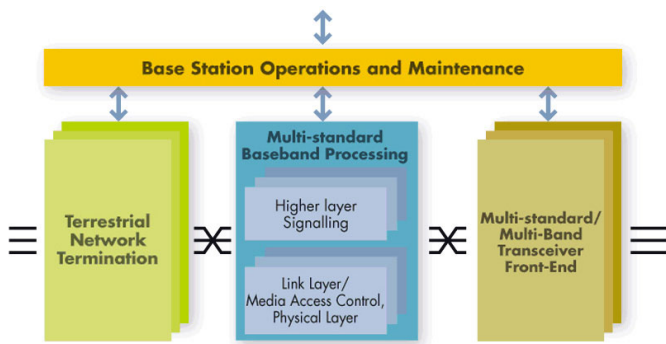 Base Station Operations and Maintenance
Terrestrial
Network
Termination
Multi-standard
Baseband Processing
Higher layer
Signalling
Link Layer/
Media Access Control,
Physical Layer
Multi-standard/
Multi-Band
Transceiver
Front-End